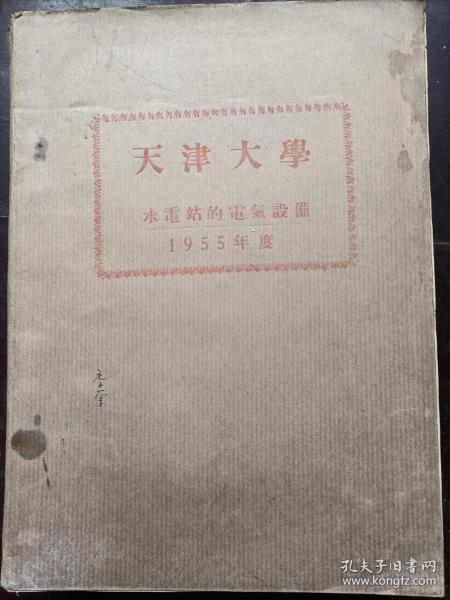 天津大學
水電站的電氣設備
1955年度
孔夫子旧书网
www.kongfz.com